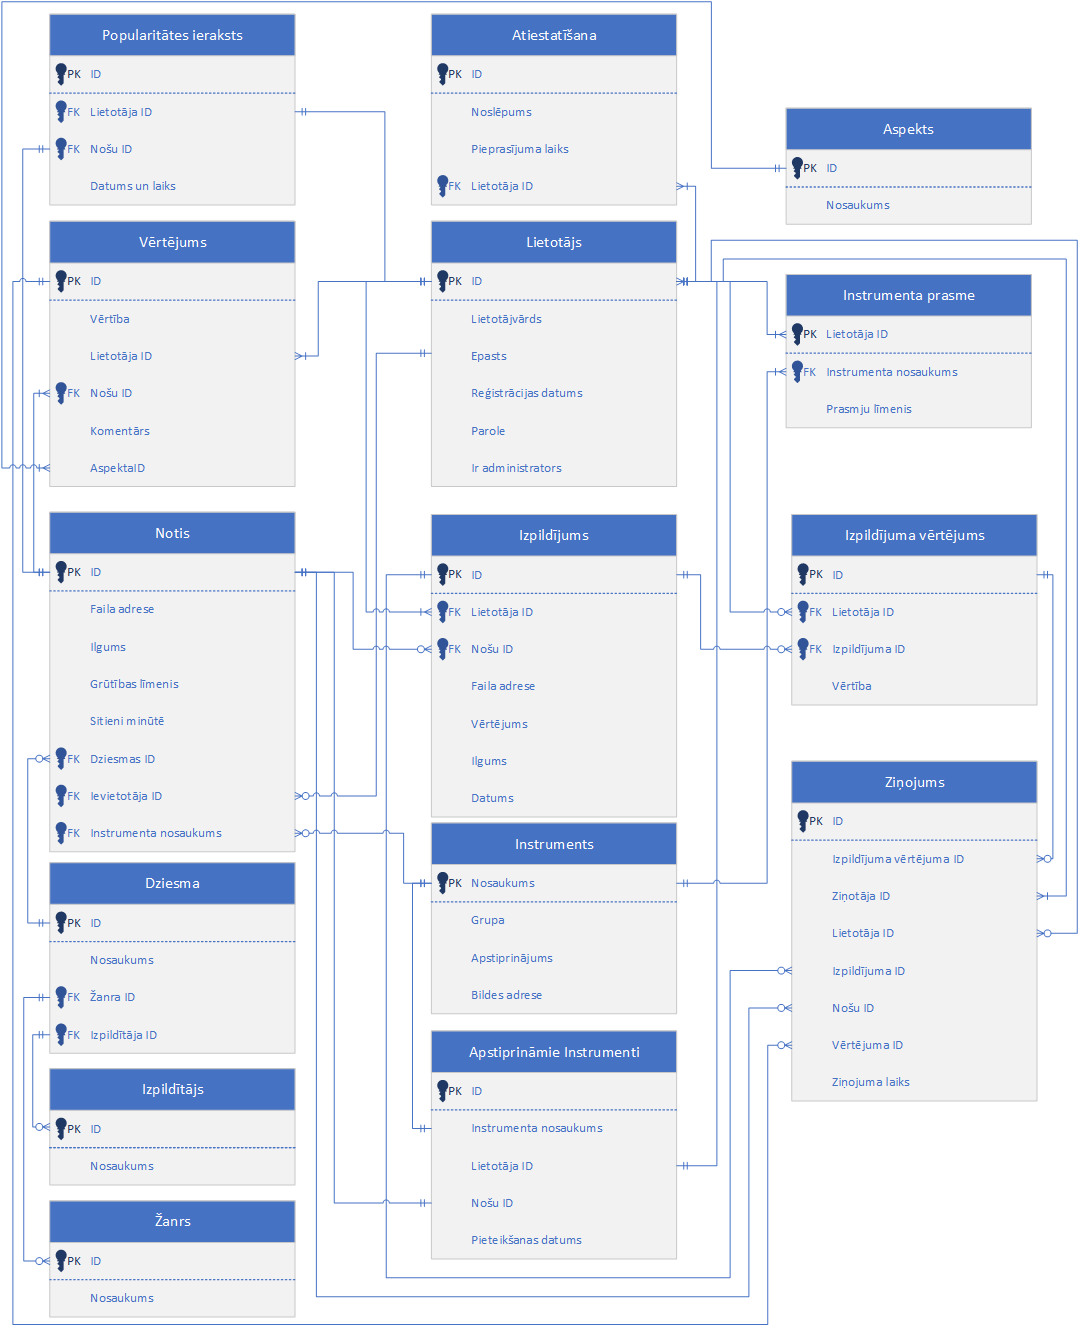 Popularitātes ieraksts
PK ID
FK Lietotāja ID
FK Nošu ID
Datums un laiks
Atiestatīšana
PK ID
Noslēpums
Pieprasījuma laiks
FK Lietotāja ID
Aspekts
PK ID
Nosaukums
Vērtējums
PK ID
Vērtība
Lietotāja ID
FK Nošu ID
Komentārs
AspektaID
Lietotājs
PK ID
Lietotājvārds
Epasts
Reģistrācijas datums
Parole
Ir administrators
Instrumenta prasme
PK Lietotāja ID
FK Instrumenta nosaukums
Prasmju līmenis
Notis
PK ID
Faila adrese
Ilgums
Grūtības līmenis
Sitieni minūtē
FK Dziesmas ID
FK Ievietotāja ID
FK Instrumenta nosaukums
Izpildījums
PK ID
FK Lietotāja ID
FK Nošu ID
Faila adrese
Vērtējums
Ilgums
Datums
Izpildījuma vērtējums
PK ID
FK Lietotāja ID
FK Izpildījuma ID
Vērtība
Ziņojums
PK ID
Izpildījuma vērtējuma ID
Ziņotāja ID
Lietotāja ID
Izpildījuma ID
Nošu ID
Vērtējuma ID
Ziņojuma laiks
Dziesma
PK ID
Nosaukums
FK Žanra ID
FK Izpildītāja ID
Instruments
PK Nosaukums
Grupa
Apstiprinājums
Bildes adrese
Apstiprināmie Instrumenti
PK ID
Instrumenta nosaukums
Lietotāja ID
Nošu ID
Pieteikšanas datums
Izpildītājs
PK ID
Nosaukums
Žanrs
PK ID
Nosaukums